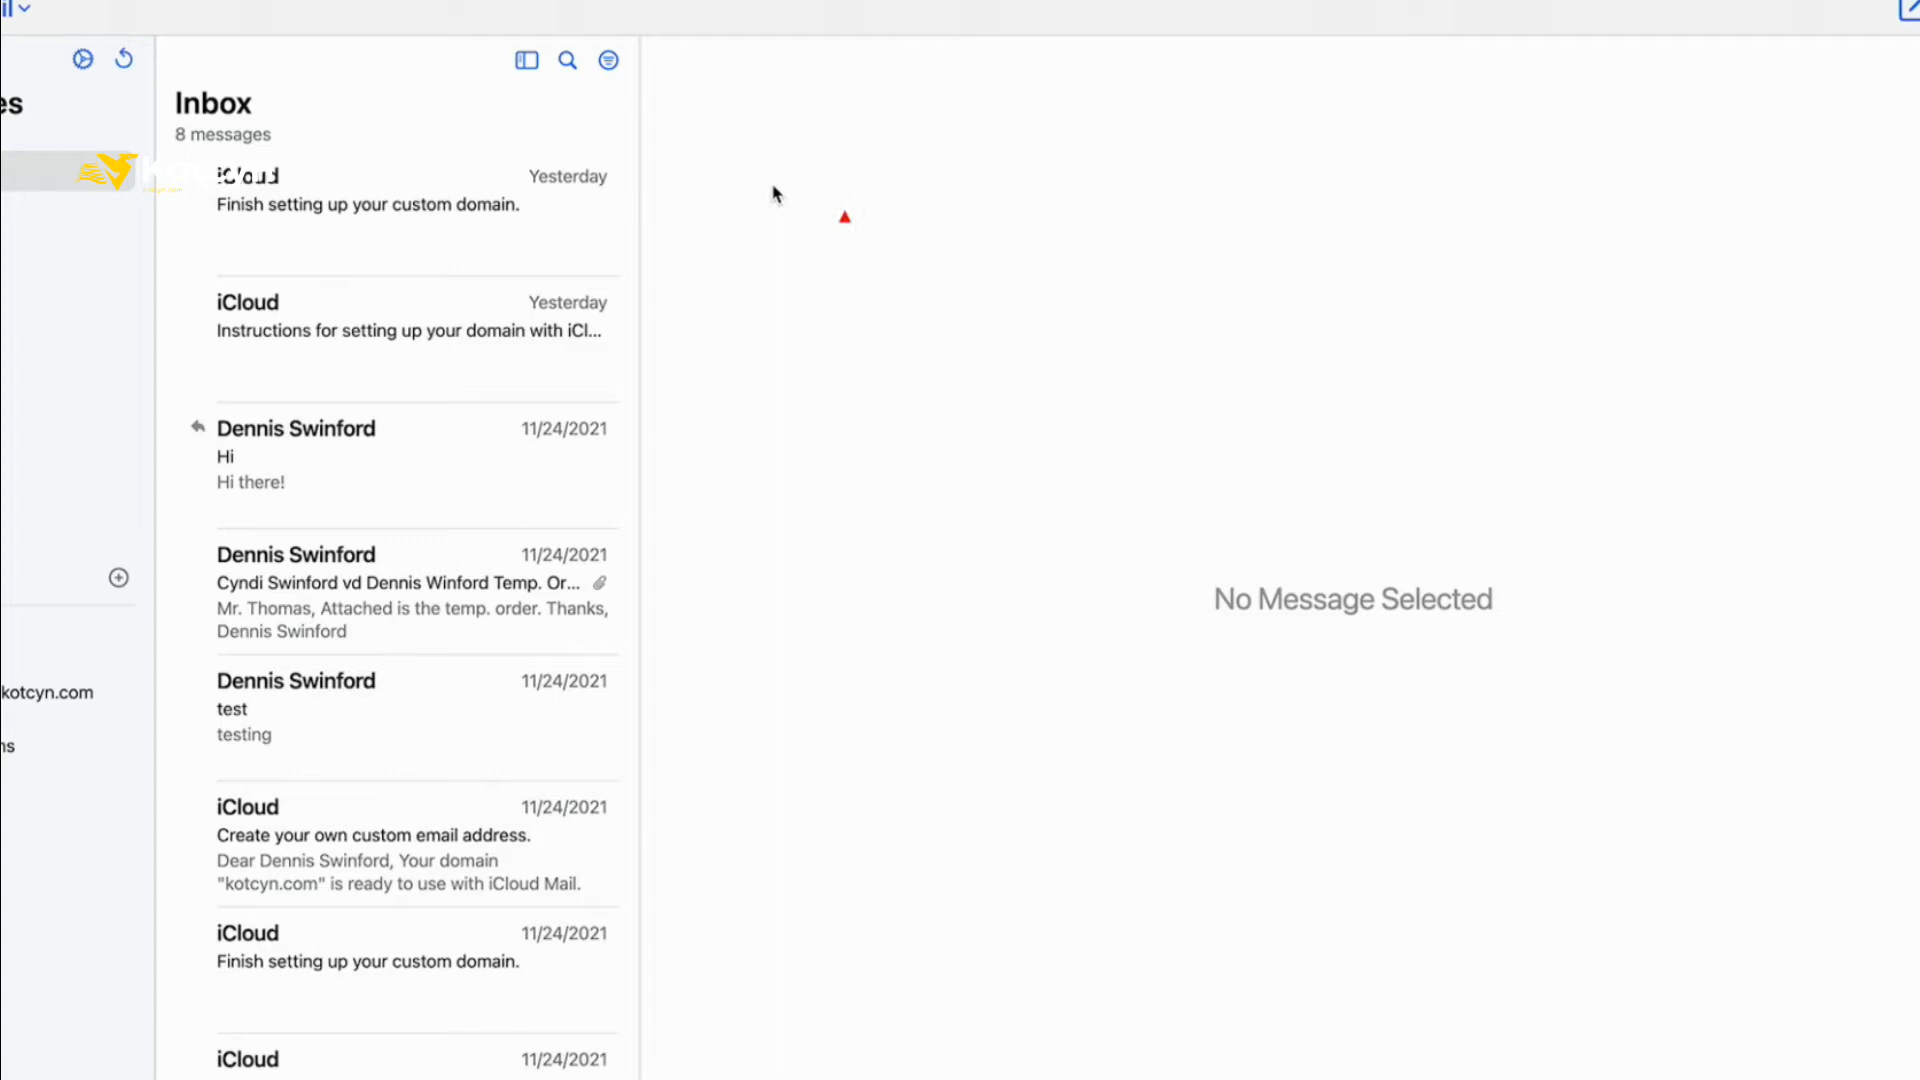 Inbox
8 messages
iCloud
Yesterday
Finish setting up your custom domain.
iCloud
Yesterday
Instructions for setting up your domain with iCl...
Dennis Swinford
11/24/2021
Hi
Hi there!
Dennis Swinford
11/24/2021
Cyndi Swinford vd Dennis Winford Temp. Or...
Mr. Thomas, Attached is the temp. order. Thanks,
Dennis Swinford
Dennis Swinford
11/24/2021
test
testing
iCloud
11/24/2021
Create your own custom email address.
Dear Dennis Swinford, Your domain
"kotcyn.com" is ready to use with iCloud Mail.
iCloud
11/24/2021
Finish setting up your custom domain.
iCloud
11/24/2021
kotcyn.com
No Message Selected